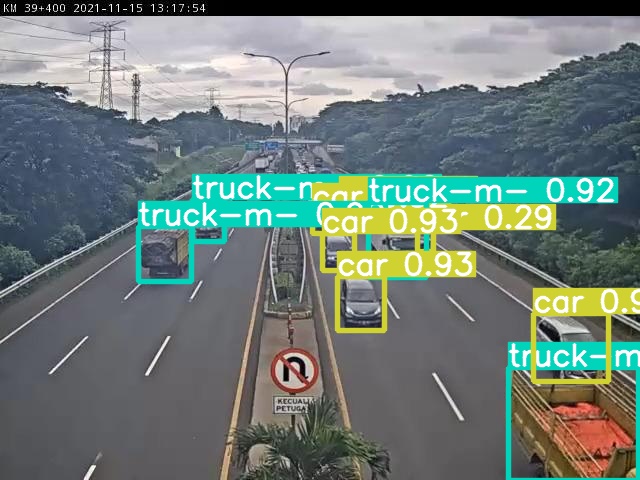 KM 39+400 2021-11-15 13:17:54
truck-m- 0.92
truck-m-
car
truck-m-
car 0.93
0.29
car 0.93
car 0.9
truck-m
KECUALI
PETUGAS